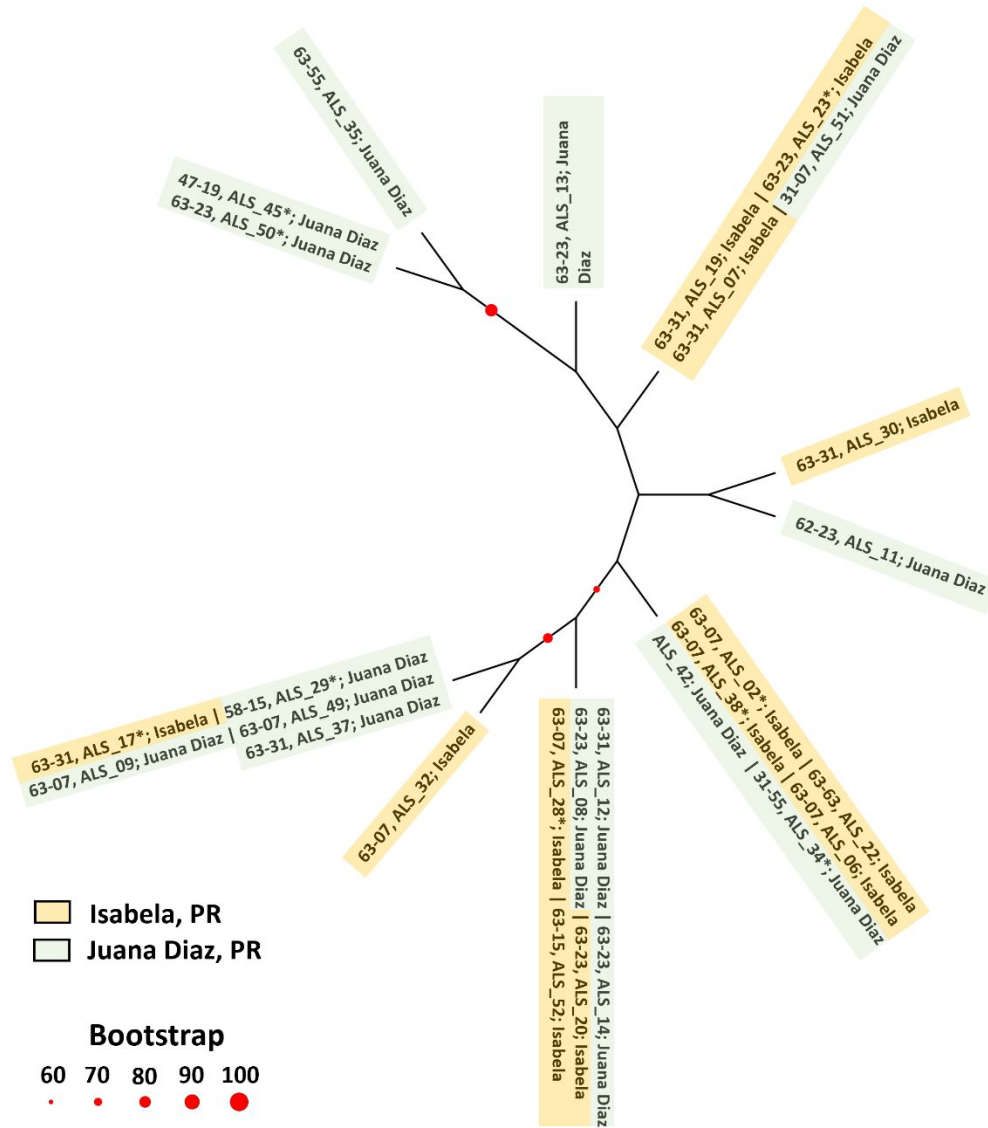 63-55, ALS_35; Juana Diaz
47-19, ALS_45*; Juana Diaz
63-23, ALS_50*; Juana Diaz
63-23, ALS_13; Juana
Diaz
63-31, ALS_19; Isabela | 63-23, ALS_23*; Isabela
63-31, ALS_07; Isabela | 31-07, ALS_51; Juana Diaz
63-31, ALS_30; Isabela
62-23, ALS_11; Juana Diaz
63-07, ALS_02*; Isabela | 63-63, ALS_22; Isabela
63-07, ALS_38*; Isabela | 63-07, ALS_06; Isabela
ALS_42; Juana Diaz | 31-55, ALS_34*; Juana Diaz
63-31, ALS_12; Juana Diaz | 63-23, ALS_14; Juana Diaz
63-23, ALS_08; Juana Diaz | 63-23, ALS_20; Isabela
63-07, ALS_28*; Isabela | 63-15, ALS_52; Isabela
63-07, ALS_32; Isabela
63-31, ALS_17*; Isabela | 58-15, ALS_29*; Juana Diaz
63-07, ALS_09; Juana Diaz | 63-07, ALS_49; Juana Diaz
63-31, ALS_37; Juana Diaz
Isabela, PR
Juana Diaz, PR
Bootstrap
60 70 80 90 100